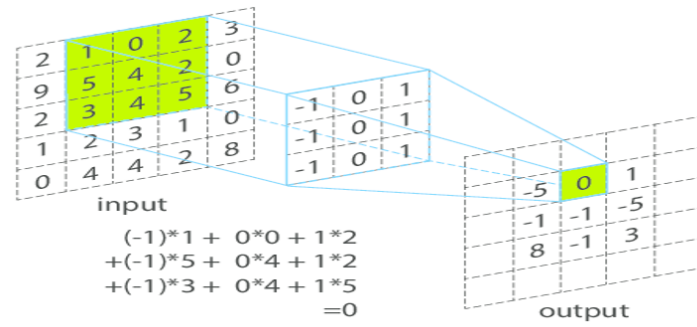 2 1 0 2 3
9 5 4 2 0
2 3 4 5 6
1 2 3 1 0
0 4 4 2 8
input
-1 0 1
-1 0 1
-1 0 1
-5 0 1
-1 -1 -5
8 -1 3
output
(-1)*1 + 0*0 + 1*2
+(-1)*5 + 0*4 + 1*2
+(-1)*3 + 0*4 + 1*5
=0